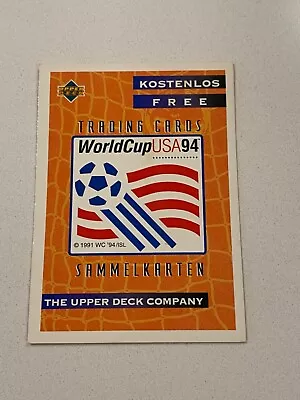 UPPER DECK
KOSTENLOS
FREE
TRADING CARDS
WorldCupUSA94
© 1991 WC '94/ISL
SAMMELKARTEN
THE UPPER DECK COMPANY